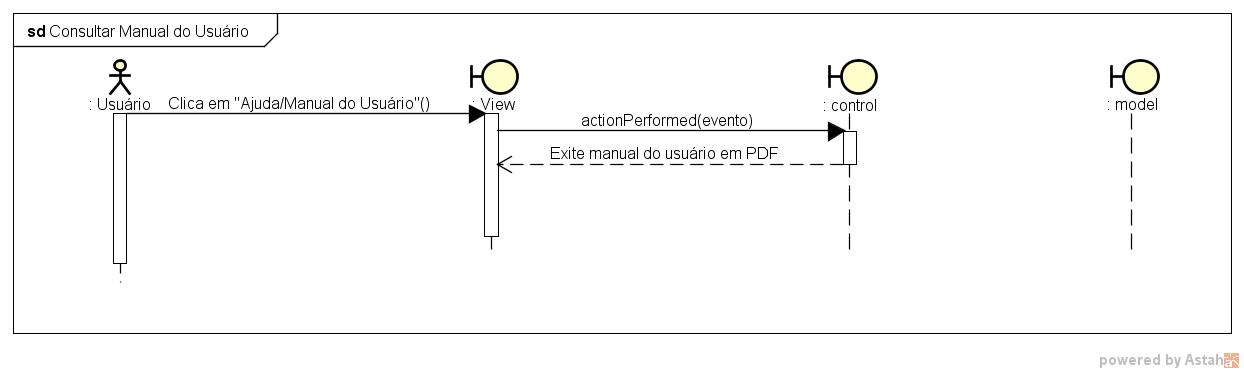 sd Consultar Manual do Usuário
: Usuário
Clica em "Ajuda/Manual do Usuário"()
: View
: control
: model
actionPerformed(evento)
Exite manual do usuário em PDF
powered by Astah